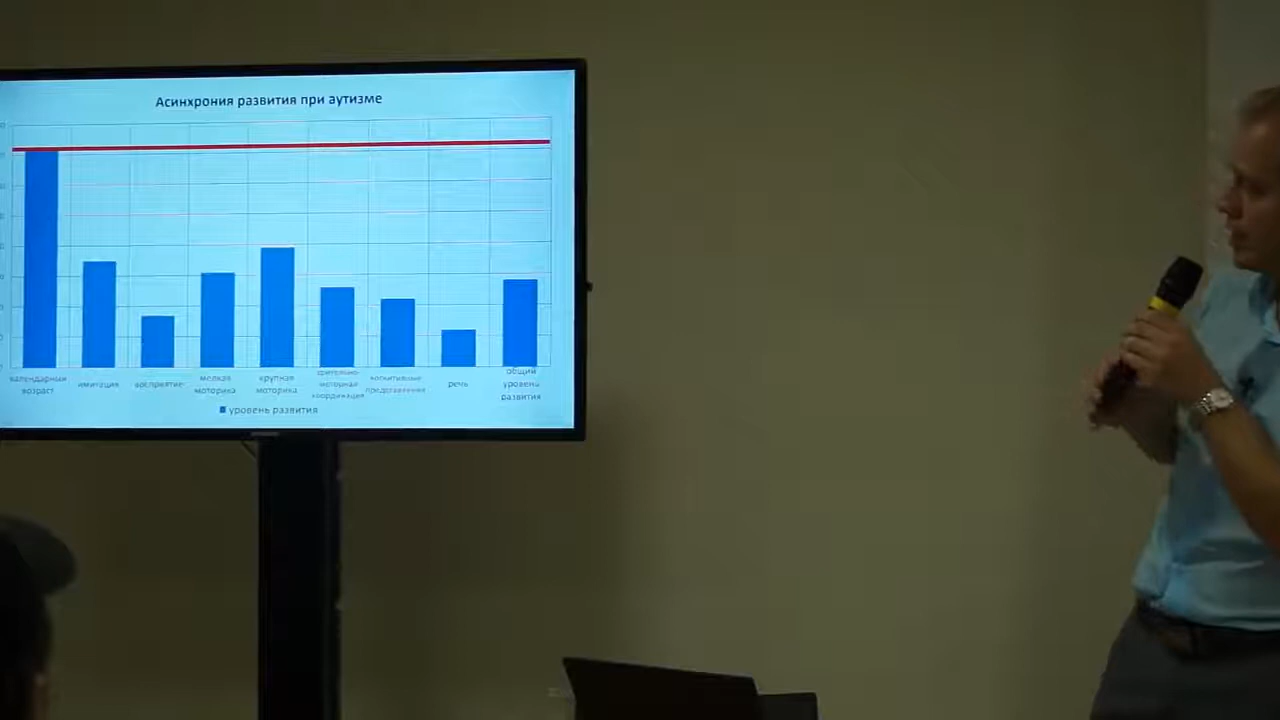 Асинхрония развития при аутизме
календарный
возраст
имитация
восприятие
мелкая
моторика
крупная
моторика
зрительно-
моторная
координация
когнитивные
представления
речь
общий
уровень
развития
уровень развития